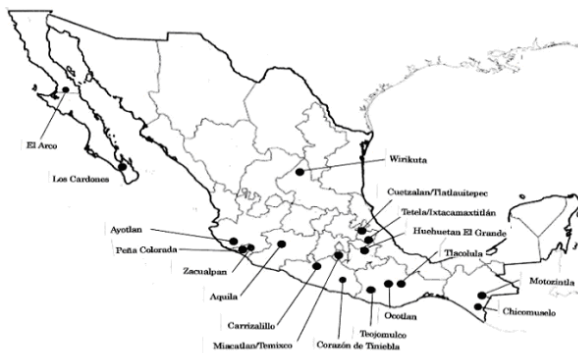 El Arco
Los Cardones
Wirikuta
Cuetzalan/Tlatlauitepec
Tetela/Ixtacamaxtitlán
Huehuetan El Grande
Tlacolula
Ayotlan
Peña Colorada
Zacualpan
Aquila
Carrizalillo
Miacatlan/Temixco
Corazón de Tiniebla
Teojomulco
Ocotlan
Motozintla
Chicomuselo